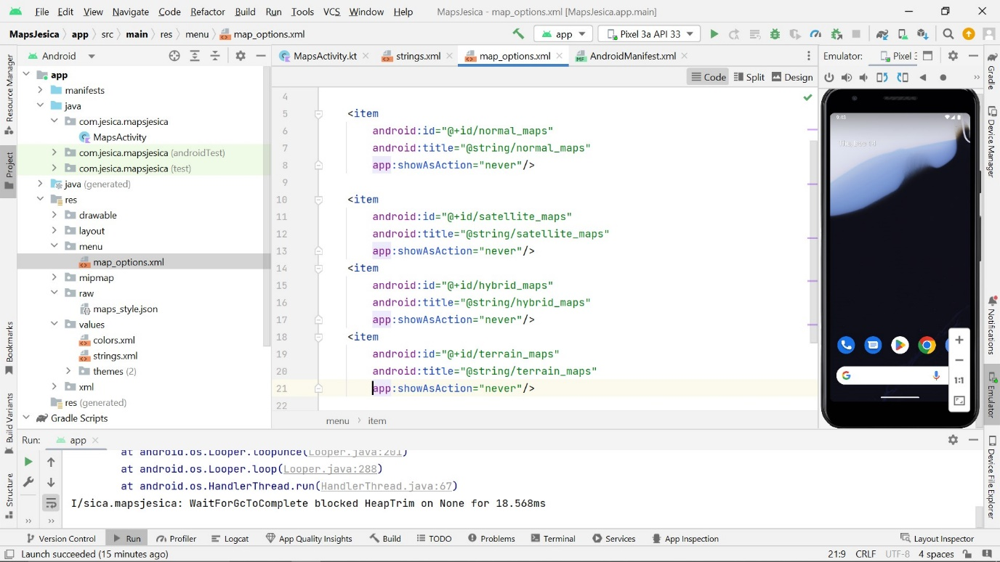 File Edit View Navigate Code Refactor Build Run Tools VCS Window Help MapsJesica - map_options.xml [MapsJesica.app.main]
MapsJesica app src main res menu map_options.xml app Pixel 3a API 33
Android MapsActivity.kt strings.xml map_options.xml AndroidManifest.xml Emulator: Pixel
Code Split Design
Resource Manager
Project
Bookmarks
Build Variants
Structure
app
manifests
java
com.jesica.mapsjesica
MapsActivity
com.jesica.mapsjesica (androidTest)
com.jesica.mapsjesica (test)
java (generated)
res
drawable
layout
menu
map_options.xml
mipmap
raw
maps_style.json
values
colors.xml
strings.xml
themes (2)
xml
res (generated)
Gradle Scripts
4
5 <item
6 android:id="@+id/normal_maps"
7 android:title="@string/normal_maps"
8 app:showAsAction="never"/>
9
10 <item
11 android:id="@+id/satellite_maps"
12 android:title="@string/satellite_maps"
13 app:showAsAction="never"/>
14 <item
15 android:id="@+id/hybrid_maps"
16 android:title="@string/hybrid_maps"
17 app:showAsAction="never"/>
18 <item
19 android:id="@+id/terrain_maps"
20 android:title="@string/terrain_maps"
21 app:showAsAction="never"/>
22
menu item
9:43
1:1
Gradle
Device Manager
Notifications
Emulator
Device File Explorer
Run: app
at android.os.Looper.loopOnce(Looper.java:201)
at android.os.Looper.loop(Looper.java:288)
at android.os.HandlerThread.run(HandlerThread.java:67)
I/sica.mapsjesica: WaitForGcToComplete blocked HeapTrim on None for 18.568ms
Version Control Run Profiler Logcat App Quality Insights Build TODO Problems Terminal Services App Inspection Layout Inspector
Launch succeeded (15 minutes ago) 21:9 CRLF UTF-8 4 spaces